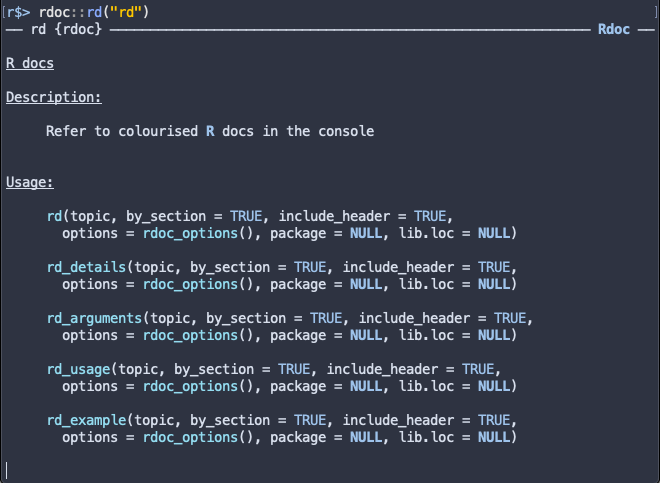 [r$> rdoc::rd("rd")                                                              ]
── rd {rdoc} ──────────────────────────────────────────────────────────── Rdoc ──
R docs
Description:
Refer to colourised R docs in the console
Usage:
rd(topic, by_section = TRUE, include_header = TRUE,
options = rdoc_options(), package = NULL, lib.loc = NULL)
rd_details(topic, by_section = TRUE, include_header = TRUE,
options = rdoc_options(), package = NULL, lib.loc = NULL)
rd_arguments(topic, by_section = TRUE, include_header = TRUE,
options = rdoc_options(), package = NULL, lib.loc = NULL)
rd_usage(topic, by_section = TRUE, include_header = TRUE,
options = rdoc_options(), package = NULL, lib.loc = NULL)
rd_example(topic, by_section = TRUE, include_header = TRUE,
options = rdoc_options(), package = NULL, lib.loc = NULL)